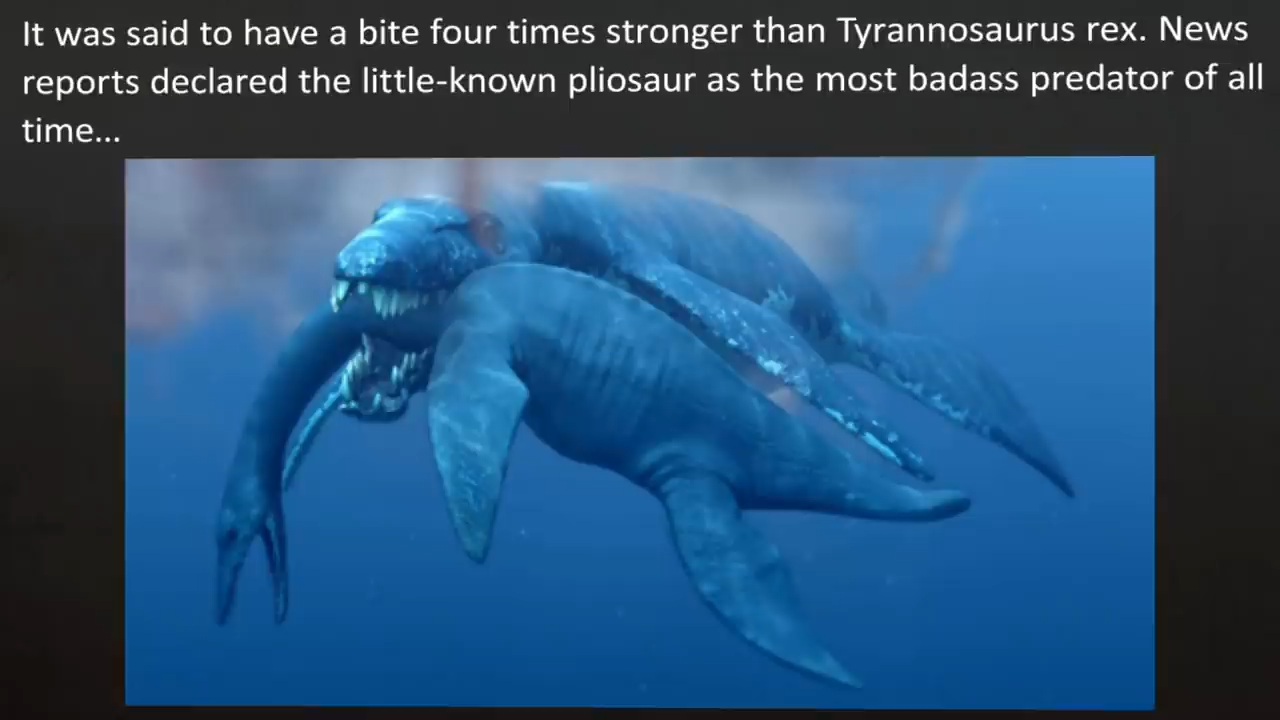 It was said to have a bite four times stronger than Tyrannosaurus rex. News
reports declared the little-known pliosaur as the most badass predator of all
time...